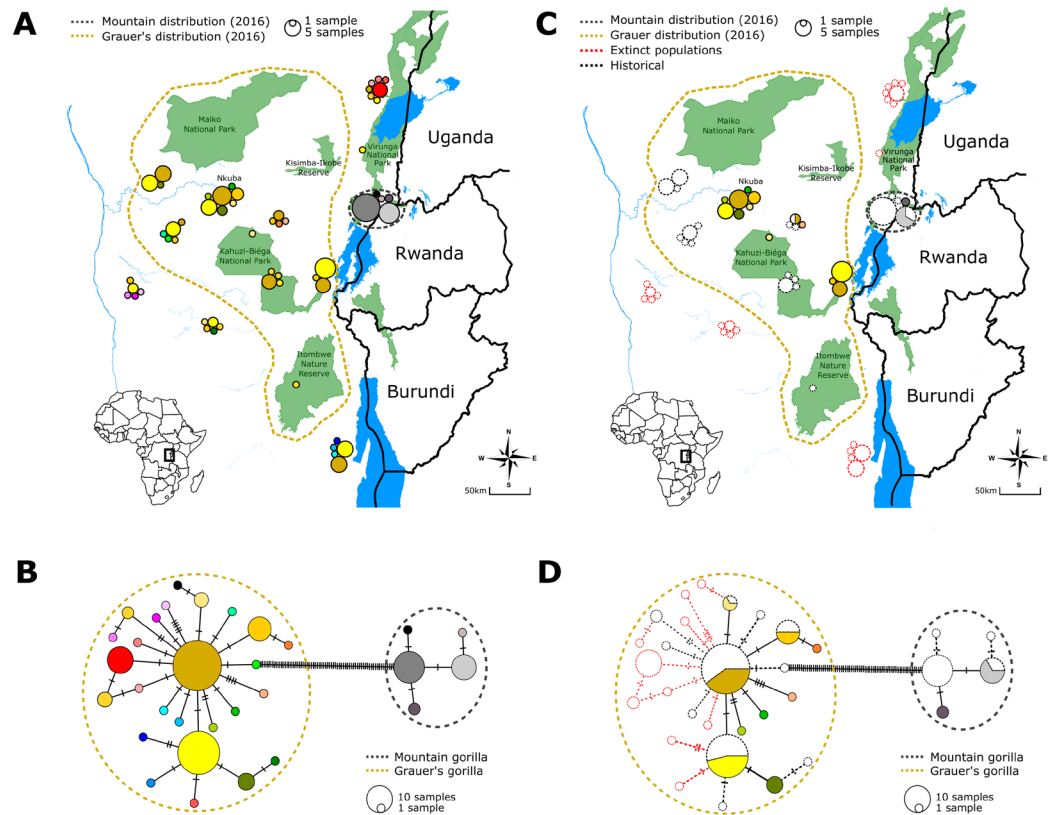 A
Mountain distribution (2016)
Grauer's distribution (2016)
1 sample
5 samples
Maiko
National Park
Uganda
Virunga
National
Park
Kisimba-Ikobe
Reserve
Nkuba
Kahuzi-Biéga
National Park
Rwanda
Itombwe
Nature
Reserve
Burundi
N
W
E
S
50km
C
Mountain distribution (2016)
Grauer distribution (2016)
Extinct populations
Historical
1 sample
5 samples
Maiko
National Park
Uganda
Virunga
National
Park
Kisimba-Ikobe
Reserve
Nkuba
Kahuzi-Biéga
National Park
Rwanda
Itombwe
Nature
Reserve
Burundi
N
W
E
S
50km
B
Mountain gorilla
Grauer's gorilla
10 samples
1 sample
D
Mountain gorilla
Grauer's gorilla
10 samples
1 sample